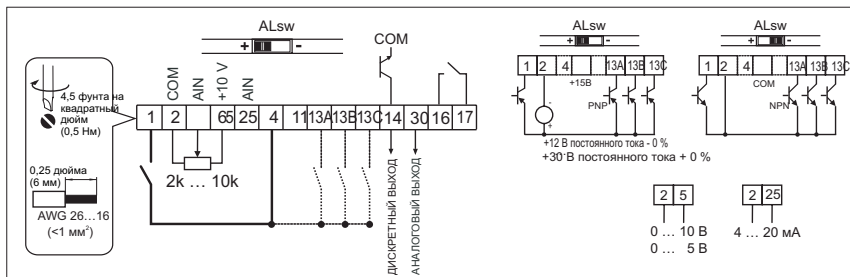 ALsw
+ -
4,5 фунта на
квадратный
дюйм
(0,5 Нм)
0,25 дюйма
(6 мм)
AWG 26…16
(<1 мм²)
COM
AIN
+10 V
AIN
COM
1 2 65 25 4 11 13A 13B 13C 14 30 16 17
2k … 10k
ДИСКРЕТНЫЙ ВЫХОД
АНАЛОГОВЫЙ ВЫХОД
ALsw
+ -
1 2 4 13A 13B 13C
+15В
PNP
- +
+12 В постоянного тока - 0 %
+30 В постоянного тока + 0 %
ALsw
+ -
1 2 4 13A 13B 13C
COM
NPN
2 5
0 … 10 В
0 … 5 В
2 25
4 … 20 мА